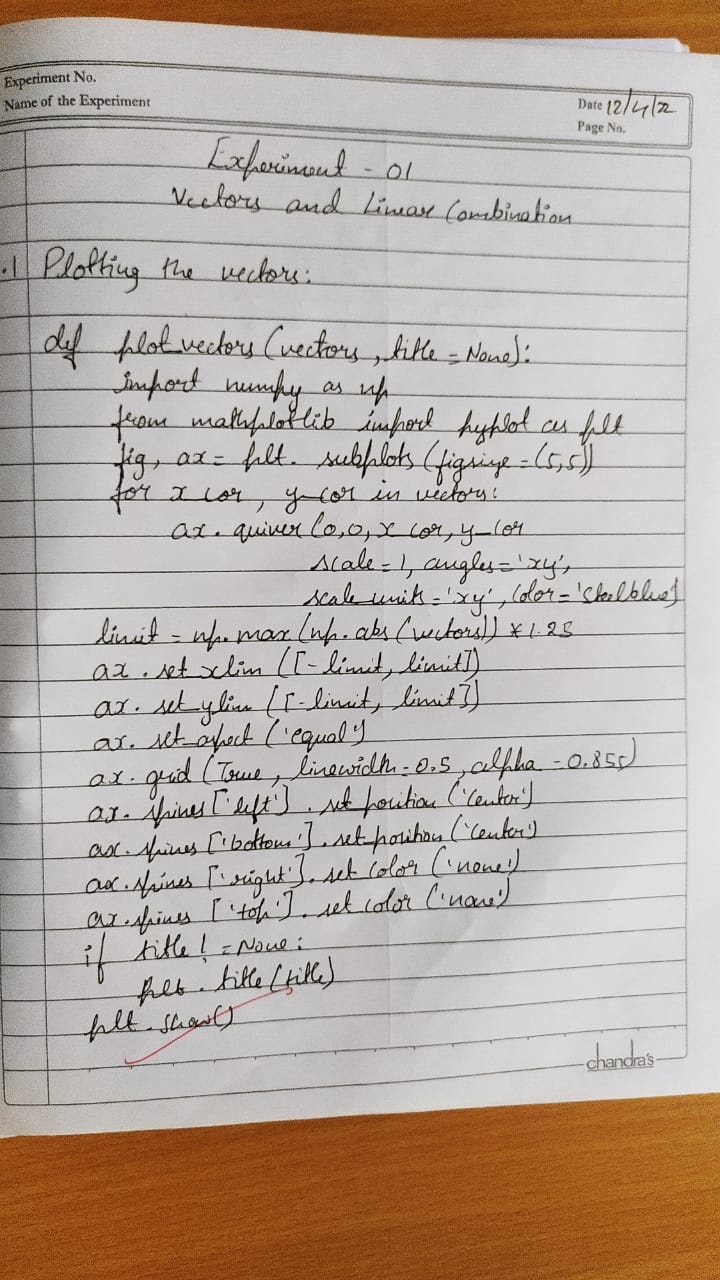 Experiment No.
Name of the Experiment
Date 12/4/22
Page No.
Experiment - 01
Vectors and Linear Combination
.1 Plotting the vectors:
def plot_vectors (vectors, title = None):
import numpy as np
from mathplotlib import pyplot as plt
fig, ax = plt. subplots (figsize = (5,5))
for x cor, y-cor in vectors:
ax. quiver (0,0, x cor, y-cor
scale = 1, angles = 'xy',
scale units = 'xy', color = 'steelblue')
limit = np. max (np. abs (vectors)) * 1.25
ax. set xlim ([-limit, limit])
ax. set ylim ([-limit, limit])
ax. set aspect ('equal')
ax. grid (True, linewidth = 0.5, alpha = 0.855)
ax. spines ['left']. set position ('center')
ax. spines ['bottom']. set position ('center')
ax. spines ['right']. set color ('none')
ax. spines ['top']. set color ('none')
if title ! = None:
plt. title (title)
plt. show()
chandra's